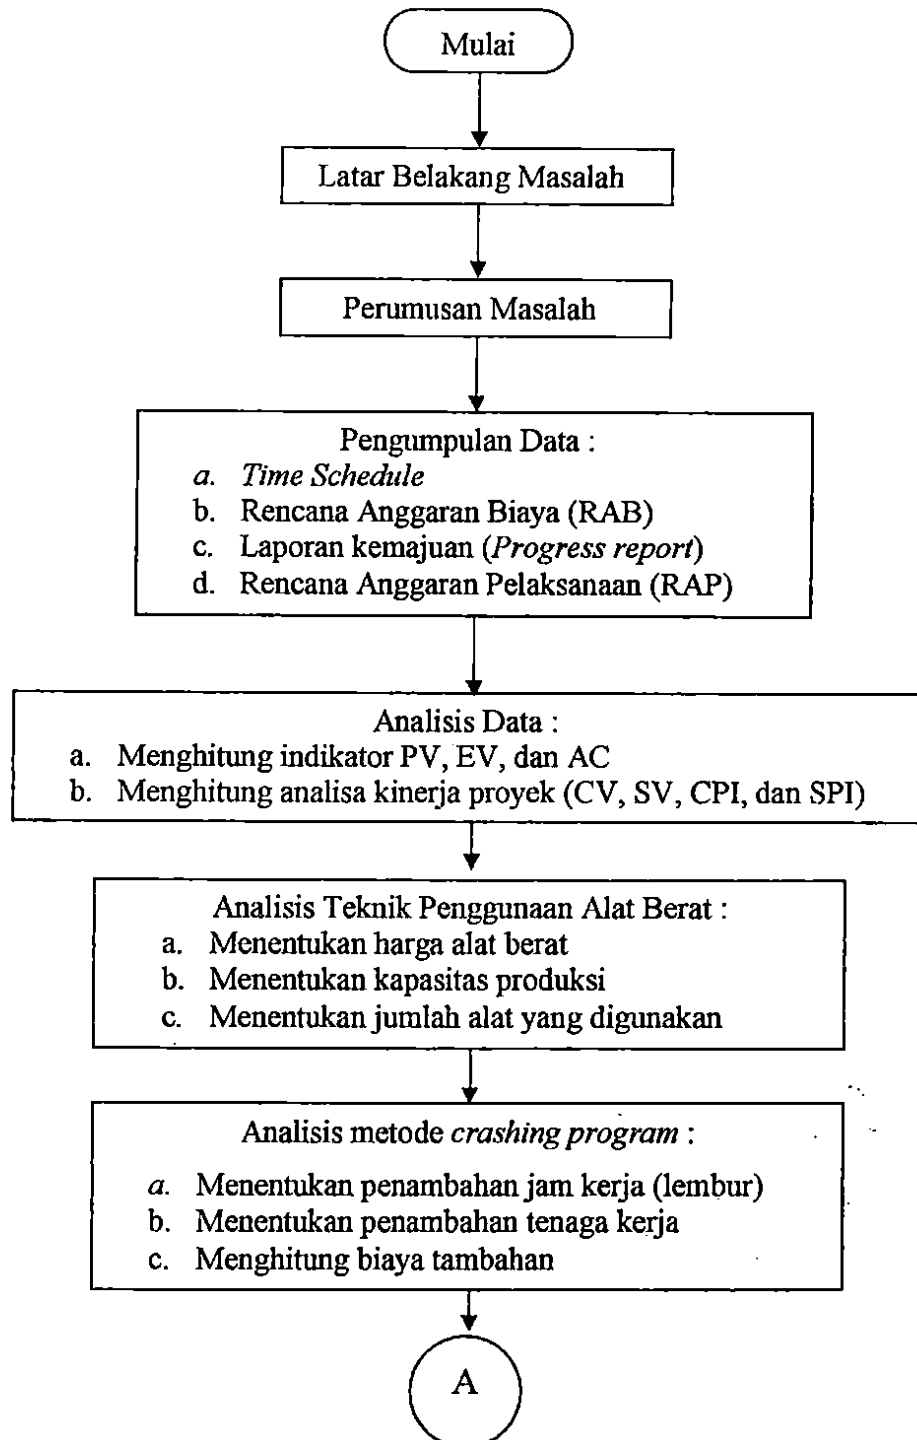 Mulai
Latar Belakang Masalah
Perumusan Masalah
Pengumpulan Data :
a. Time Schedule
b. Rencana Anggaran Biaya (RAB)
c. Laporan kemajuan (Progress report)
d. Rencana Anggaran Pelaksanaan (RAP)
Analisis Data :
a. Menghitung indikator PV, EV, dan AC
b. Menghitung analisa kinerja proyek (CV, SV, CPI, dan SPI)
Analisis Teknik Penggunaan Alat Berat :
a. Menentukan harga alat berat
b. Menentukan kapasitas produksi
c. Menentukan jumlah alat yang digunakan
Analisis metode crashing program :
a. Menentukan penambahan jam kerja (lembur)
b. Menentukan penambahan tenaga kerja
c. Menghitung biaya tambahan
A